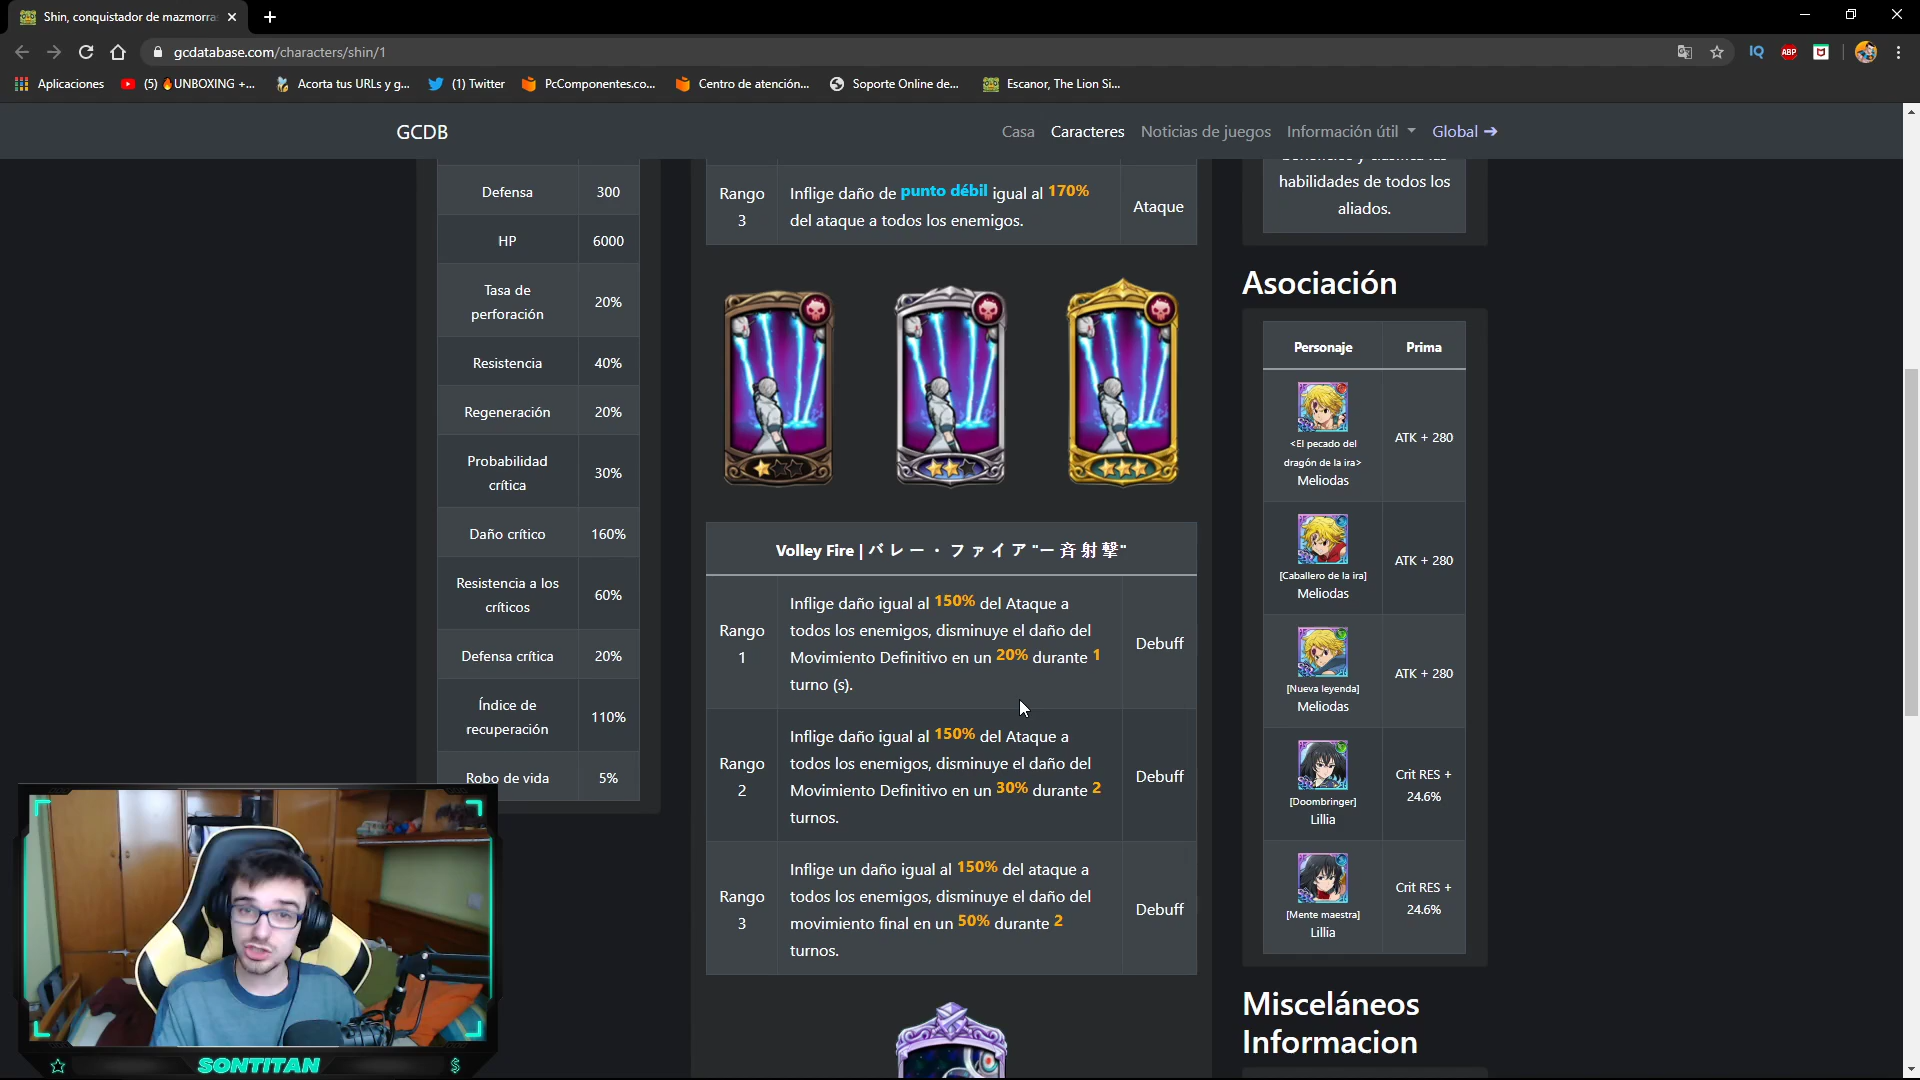 Shin, conquistador de mazmorra
gcdatabase.com/characters/shin/1
IQ
ABP
Aplicaciones
(5) 🔥UNBOXING +...
Acorta tus URLs y g...
(1) Twitter
PcComponentes.co...
Centro de atención...
Soporte Online de...
Escanor, The Lion Si...
GCDB
Casa
Caracteres
Noticias de juegos
Información útil
Global ➔
Defensa 300
HP 6000
Tasa de
perforación
20%
Resistencia 40%
Regeneración 20%
Probabilidad
crítica
30%
Daño crítico 160%
Resistencia a los
críticos
60%
Defensa crítica 20%
Índice de
recuperación
110%
Robo de vida 5%
Rango
3
Inflige daño de punto débil igual al 170%
del ataque a todos los enemigos.
Ataque
Volley Fire | バレー・ファイア "一斉射撃"
Rango
1
Inflige daño igual al 150% del Ataque a
todos los enemigos, disminuye el daño del
Movimiento Definitivo en un 20% durante 1
turno (s).
Debuff
Rango
2
Inflige daño igual al 150% del Ataque a
todos los enemigos, disminuye el daño del
Movimiento Definitivo en un 30% durante 2
turnos.
Debuff
Rango
3
Inflige un daño igual al 150% del ataque a
todos los enemigos, disminuye el daño del
movimiento final en un 50% durante 2
turnos.
Debuff
habilidades de todos los
aliados.
Asociación
Personaje Prima
<El pecado del
dragón de la ira>
Meliodas
ATK + 280
[Caballero de la ira]
Meliodas
ATK + 280
[Nueva leyenda]
Meliodas
ATK + 280
[Doombringer]
Lillia
Crit RES +
24.6%
[Mente maestra]
Lillia
Crit RES +
24.6%
Misceláneos
Informacion
SONTITAN
$